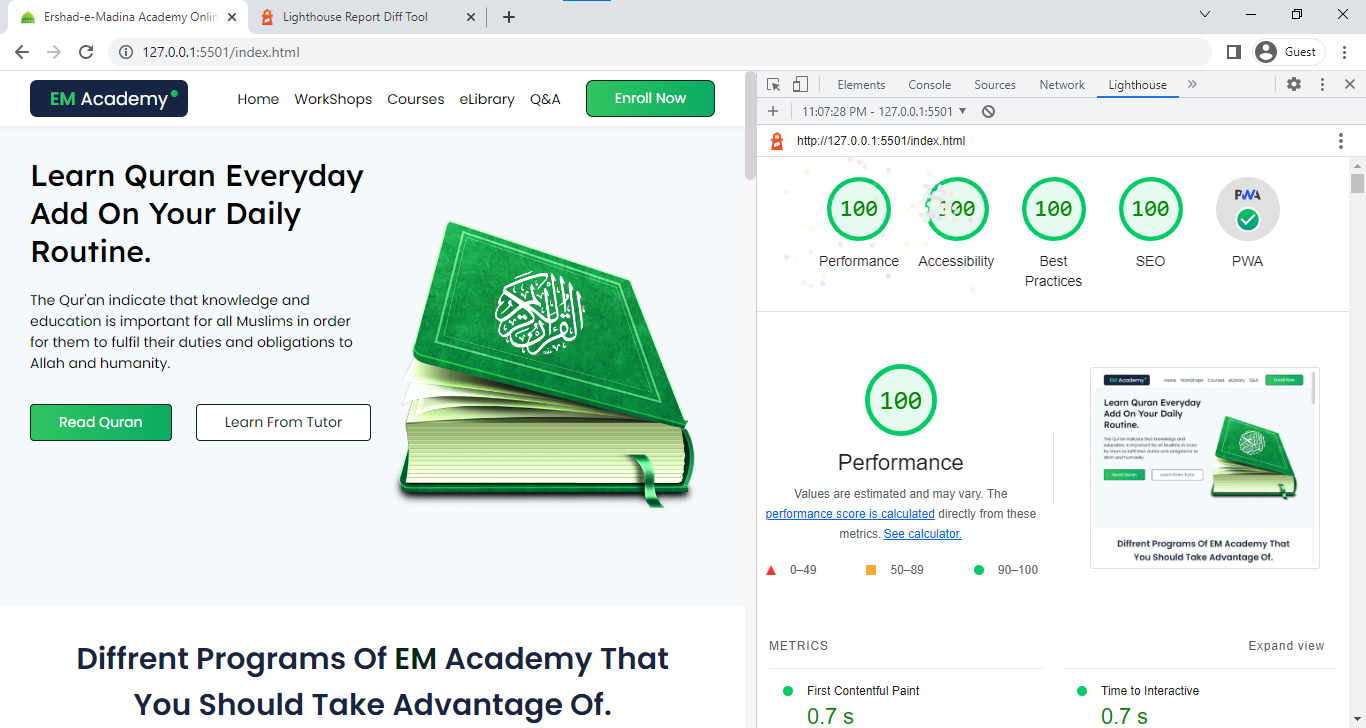 Ershad-e-Madina Academy Onlin
Lighthouse Report Diff Tool
127.0.0.1:5501/index.html
Guest
EM Academy
Home WorkShops Courses eLibrary Q&A Enroll Now
Learn Quran Everyday
Add On Your Daily
Routine.
The Qur'an indicate that knowledge and
education is important for all Muslims in order
for them to fulfil their duties and obligations to
Allah and humanity.
Read Quran Learn From Tutor
القرآن الكريم
Diffrent Programs Of EM Academy That
You Should Take Advantage Of.
Elements Console Sources Network Lighthouse
11:07:28 PM - 127.0.0.1:5501
http://127.0.0.1:5501/index.html
100 100 100 100 PWA
Performance Accessibility Best Practices SEO PWA
100
Performance
Values are estimated and may vary. The
performance score is calculated directly from these
metrics. See calculator.
0–49 50–89 90–100
EM Academy Home WorkShops Courses eLibrary Q&A Enroll Now
Learn Quran Everyday
Add On Your Daily
Routine.
The Qur'an indicate that knowledge and
education is important for all Muslims in order
for them to fulfil their duties and obligations to
Allah and humanity.
Read Quran Learn From Tutor
Diffrent Programs Of EM Academy That
You Should Take Advantage Of.
METRICS Expand view
First Contentful Paint Time to Interactive
0.7 s 0.7 s